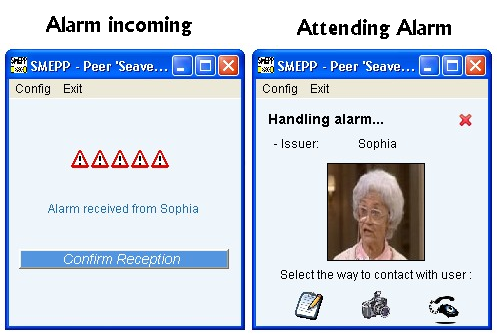 Alarm incoming
Attending Alarm
SMEPP - Peer 'Seave...
Config Exit
Alarm received from Sophia
Confirm Reception
SMEPP - Peer 'Seave...
Config Exit
Handling alarm...
- Issuer: Sophia
Select the way to contact with user :